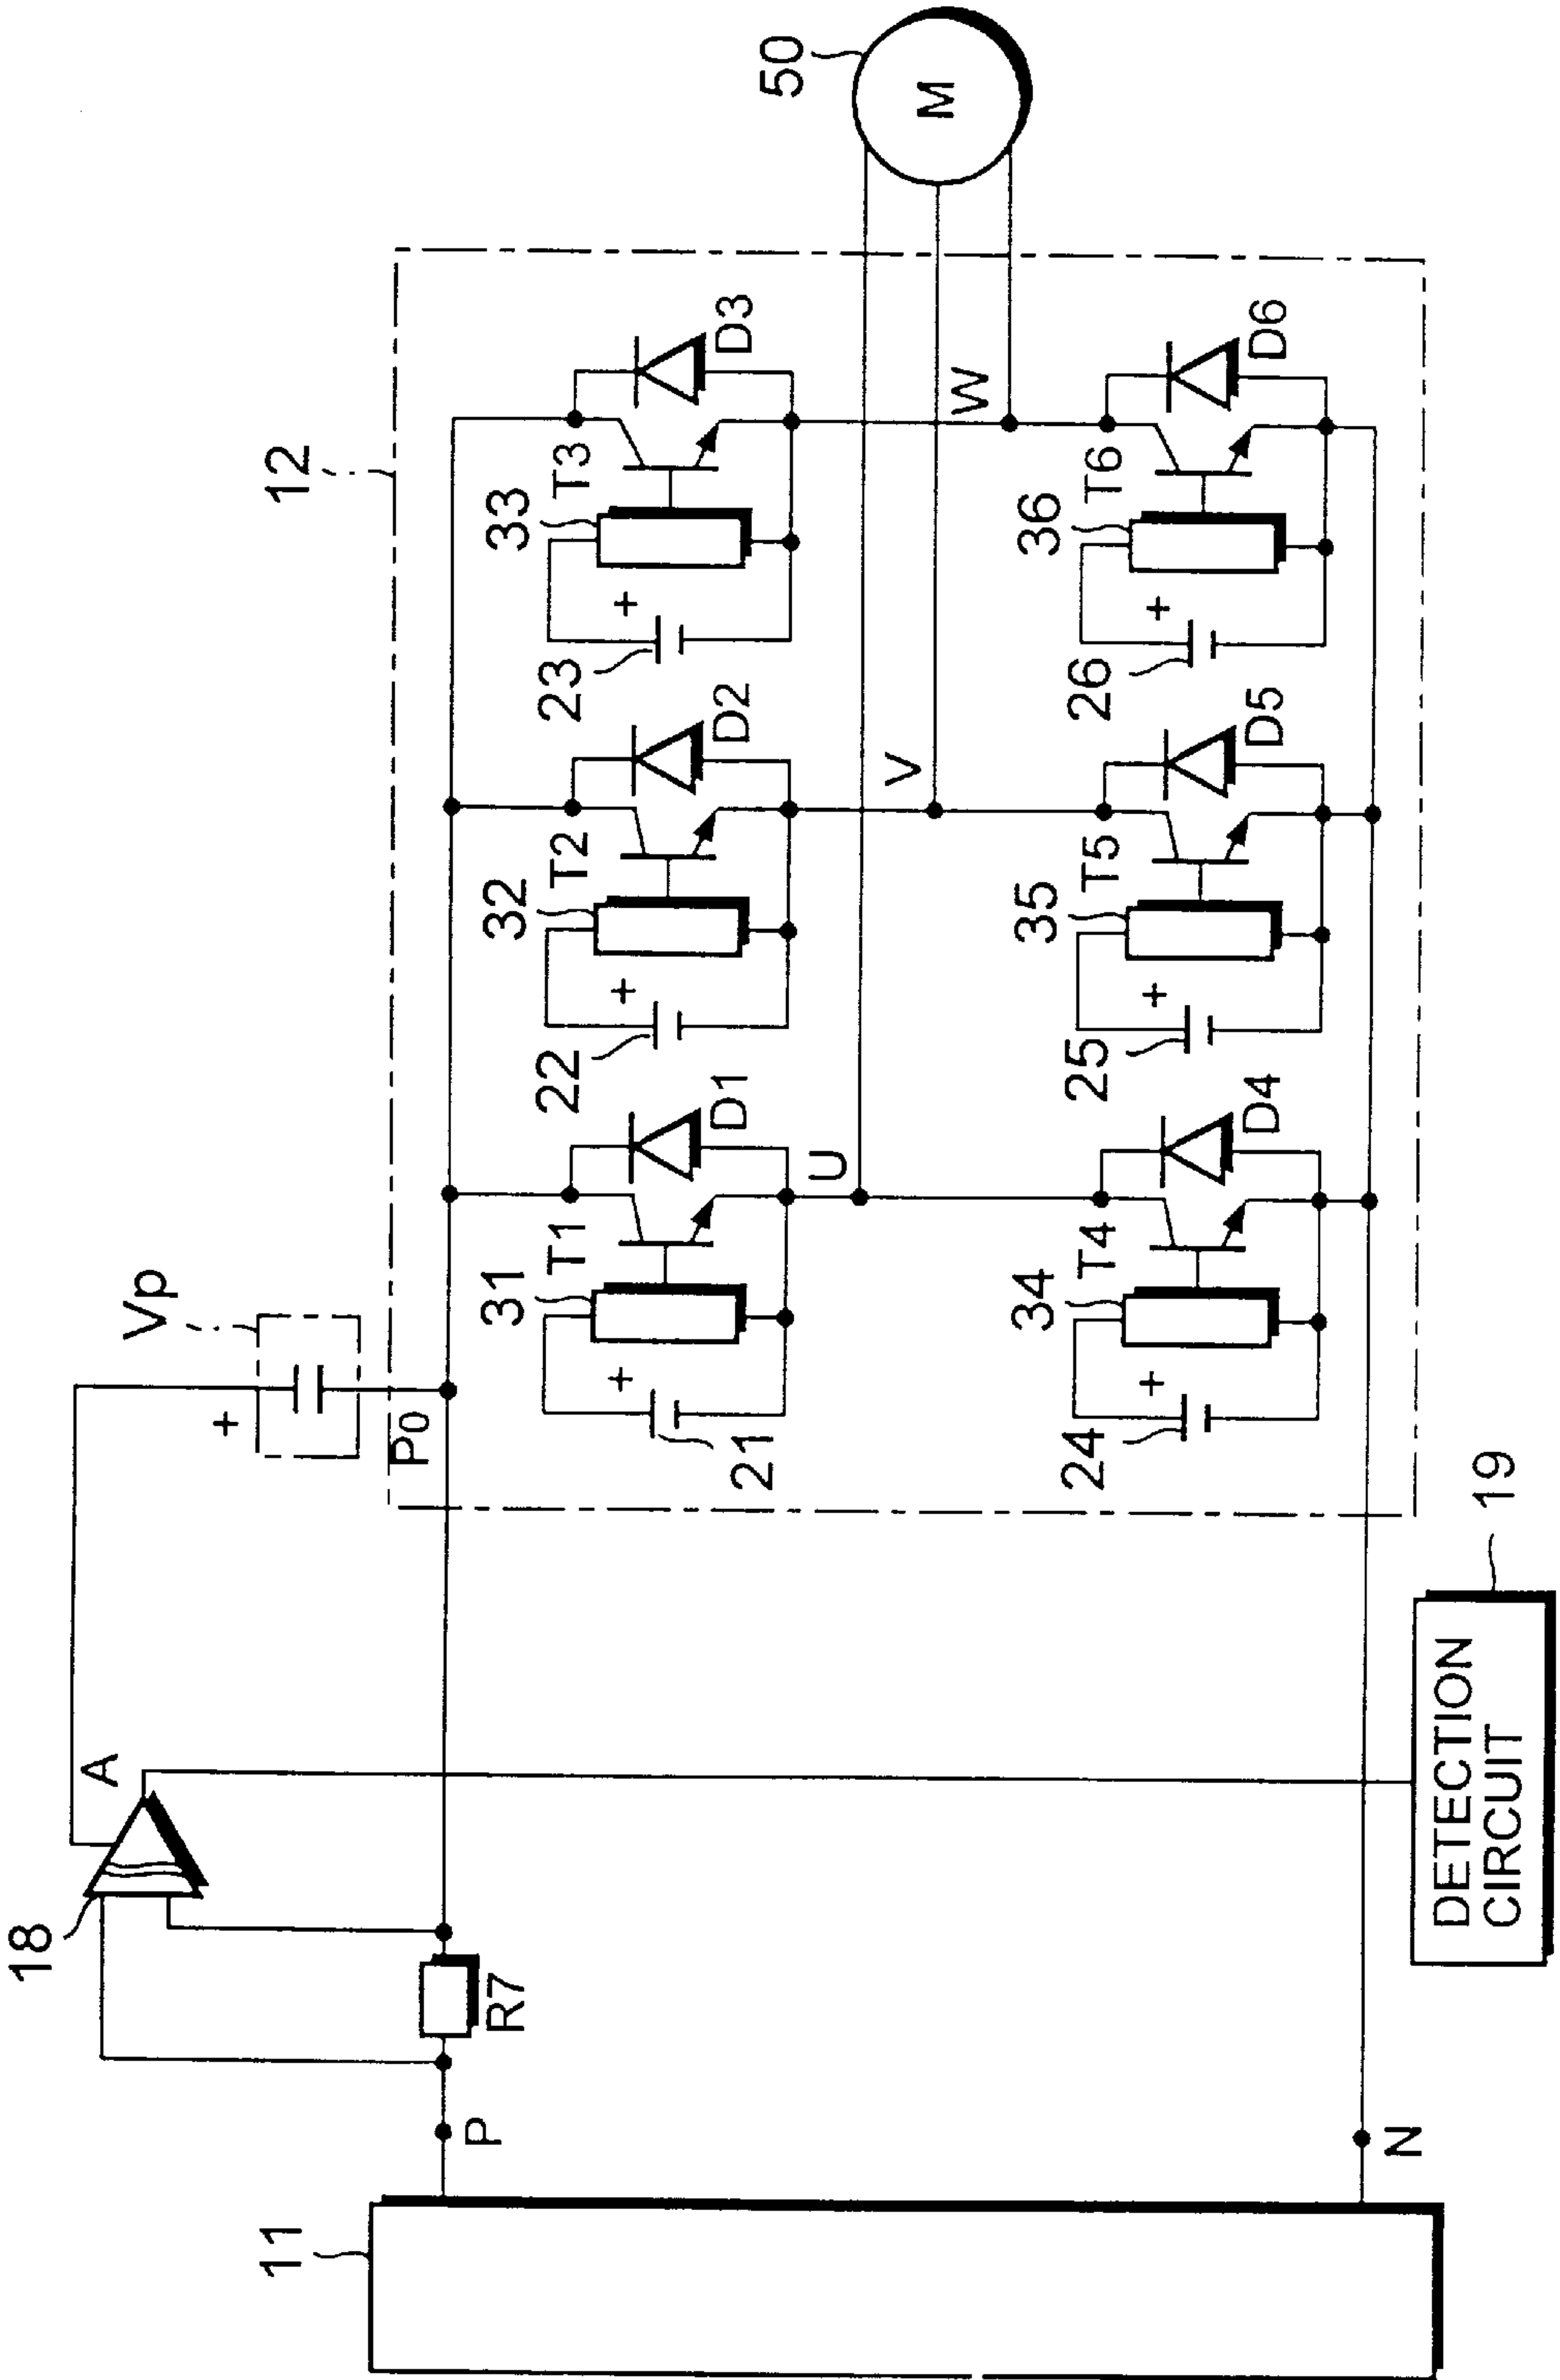 18
A
Vp
+
P0
12
11
P
R7
N
31
T1
+
21
D1
U
32
T2
+
22
D2
V
33
T3
+
23
D3
W
34
T4
+
24
D4
35
T5
+
25
D5
36
T6
+
26
D6
50
M
DETECTION
CIRCUIT
19